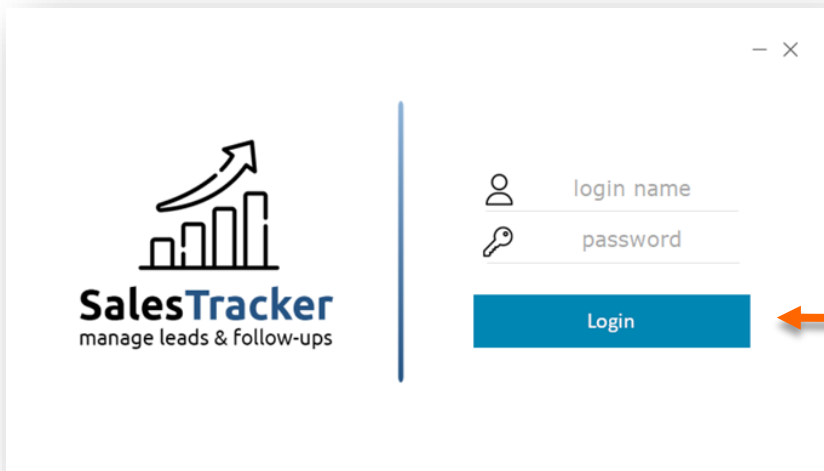 SalesTracker
manage leads & follow-ups
login name
password
Login